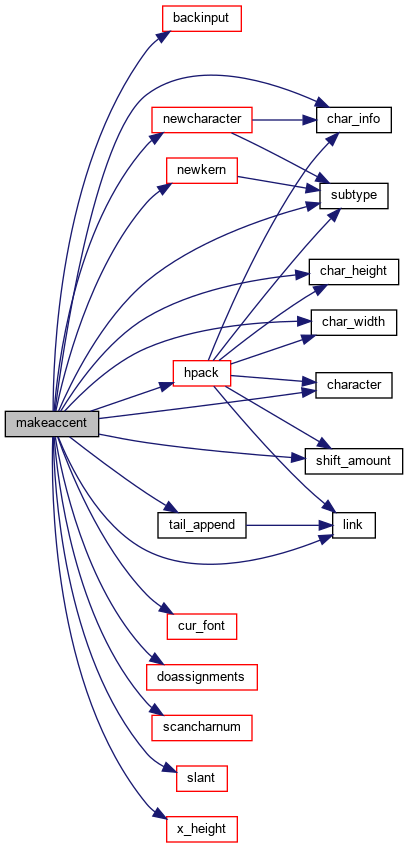 backinput
char_info
newcharacter
newkern
subtype
char_height
char_width
hpack
character
makeaccent
shift_amount
tail_append
link
cur_font
doassignments
scancharnum
slant
x_height